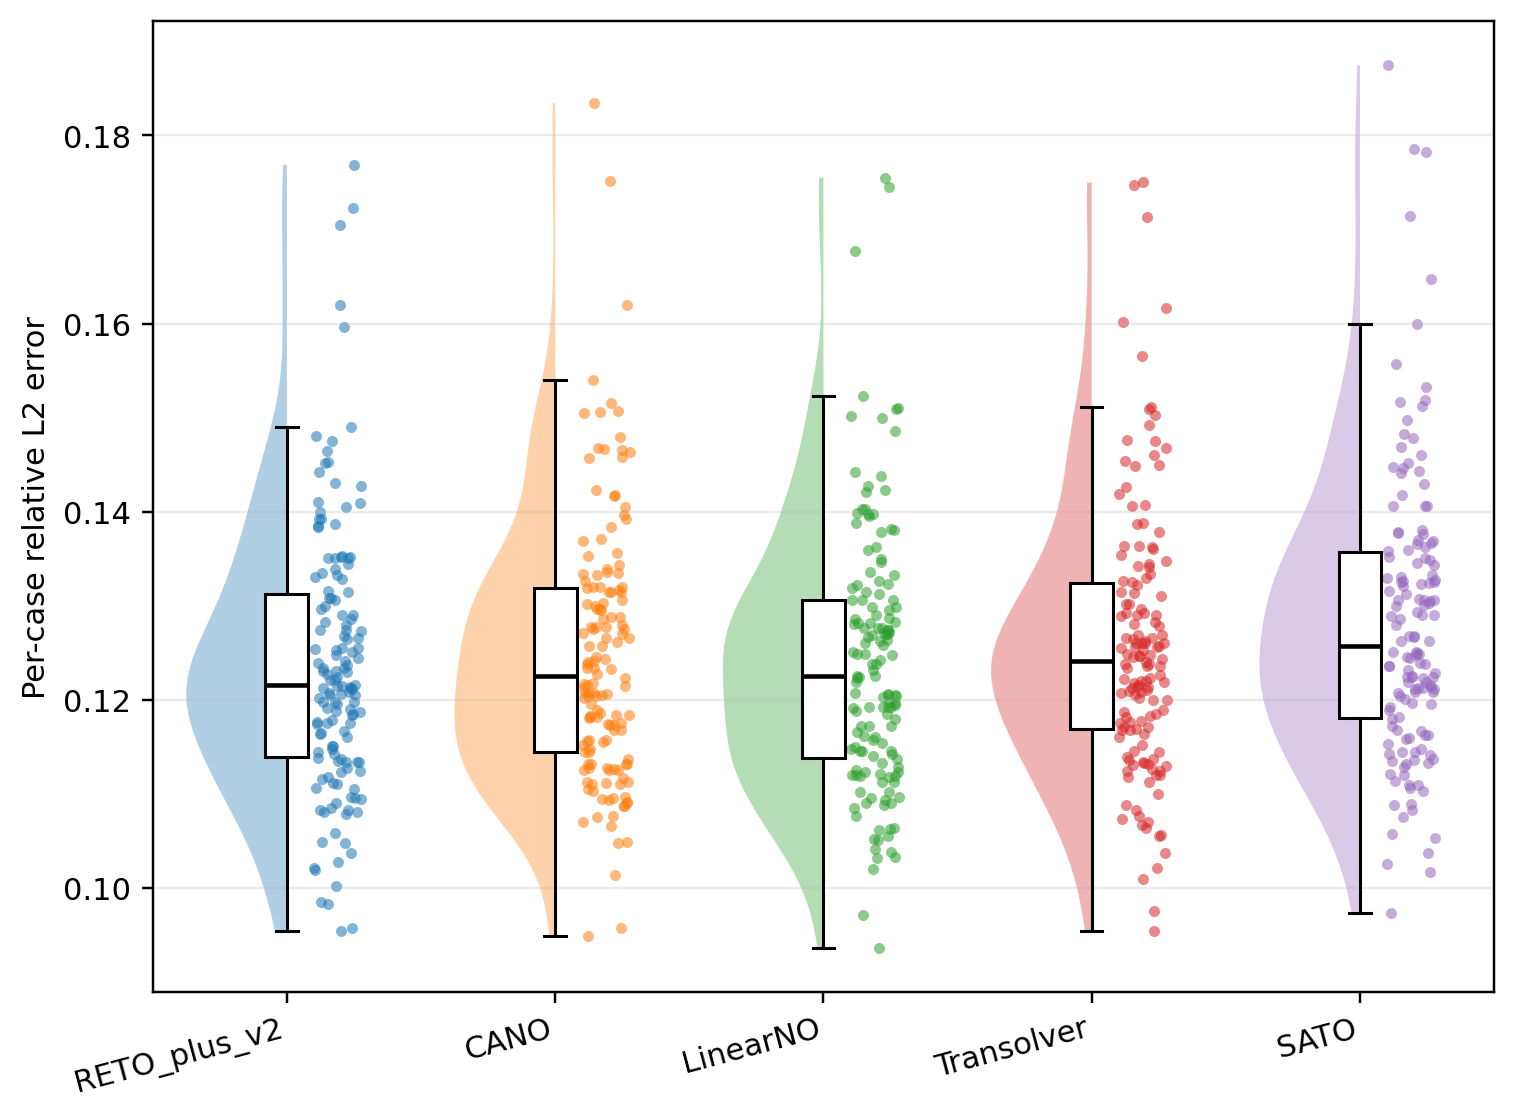 Per-case relative L2 error
0.18
0.16
0.14
0.12
0.10
RETO_plus_v2
CANO
LinearNO
Transolver
SATO